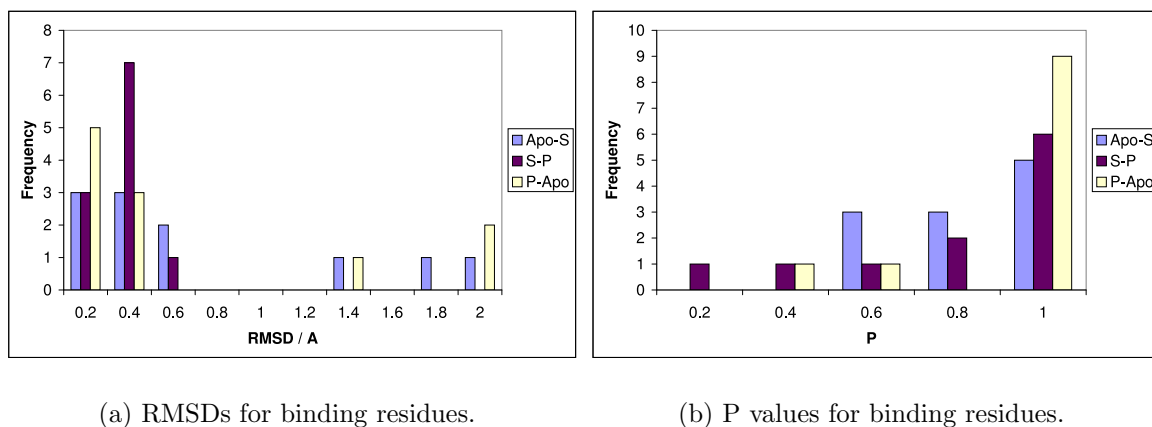 8
7
6
5
4
3
2
1
0
Frequency
0.2 0.4 0.6 0.8 1 1.2 1.4 1.6 1.8 2
RMSD / A
Apo-S
S-P
P-Apo
(a) RMSDs for binding residues.
10
9
8
7
6
5
4
3
2
1
0
Frequency
0.2 0.4 0.6 0.8 1
P
Apo-S
S-P
P-Apo
(b) P values for binding residues.